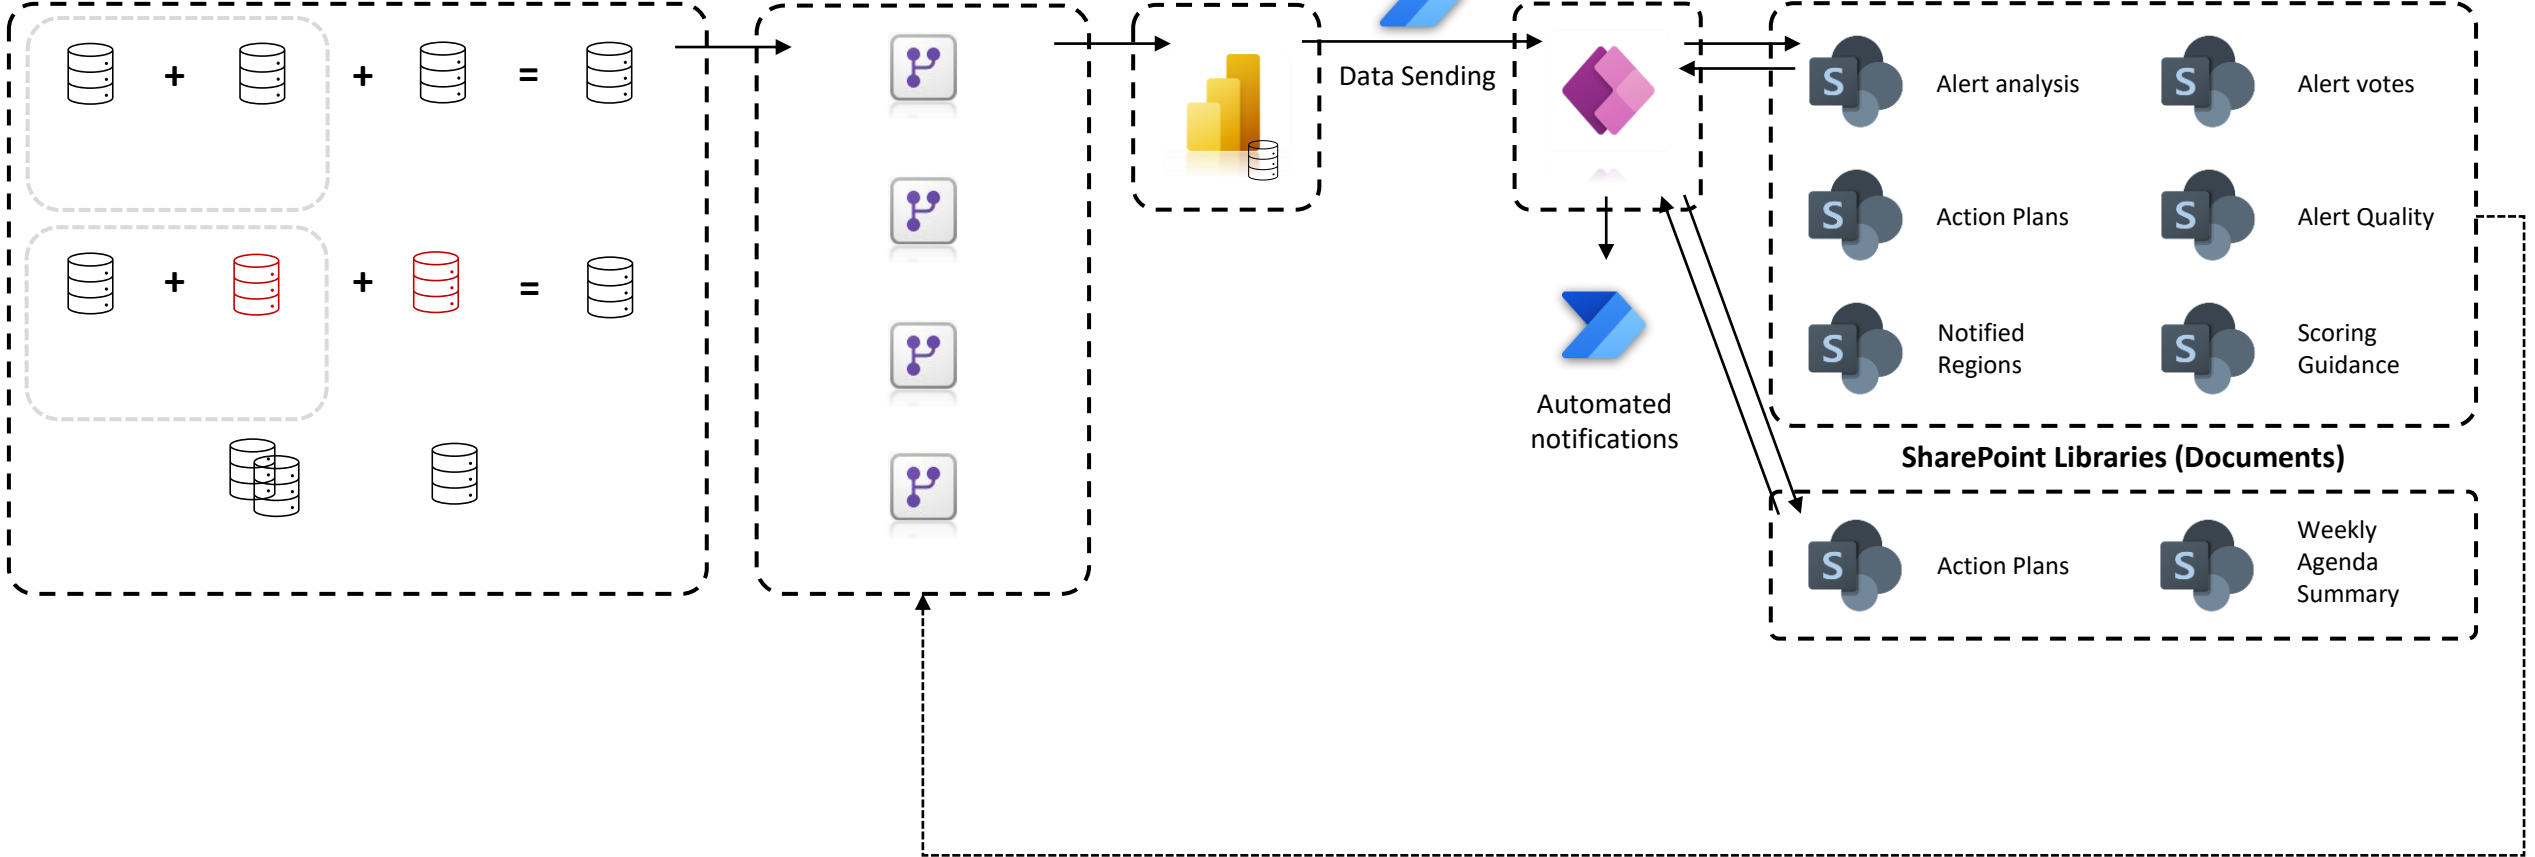 +
+
=
Data Sending
S
Alert analysis
S
Alert votes
S
Action Plans
S
Alert Quality
+
+
=
S
Notified
Regions
S
Scoring
Guidance
Automated
notifications
SharePoint Libraries (Documents)
S
Action Plans
S
Weekly
Agenda
Summary